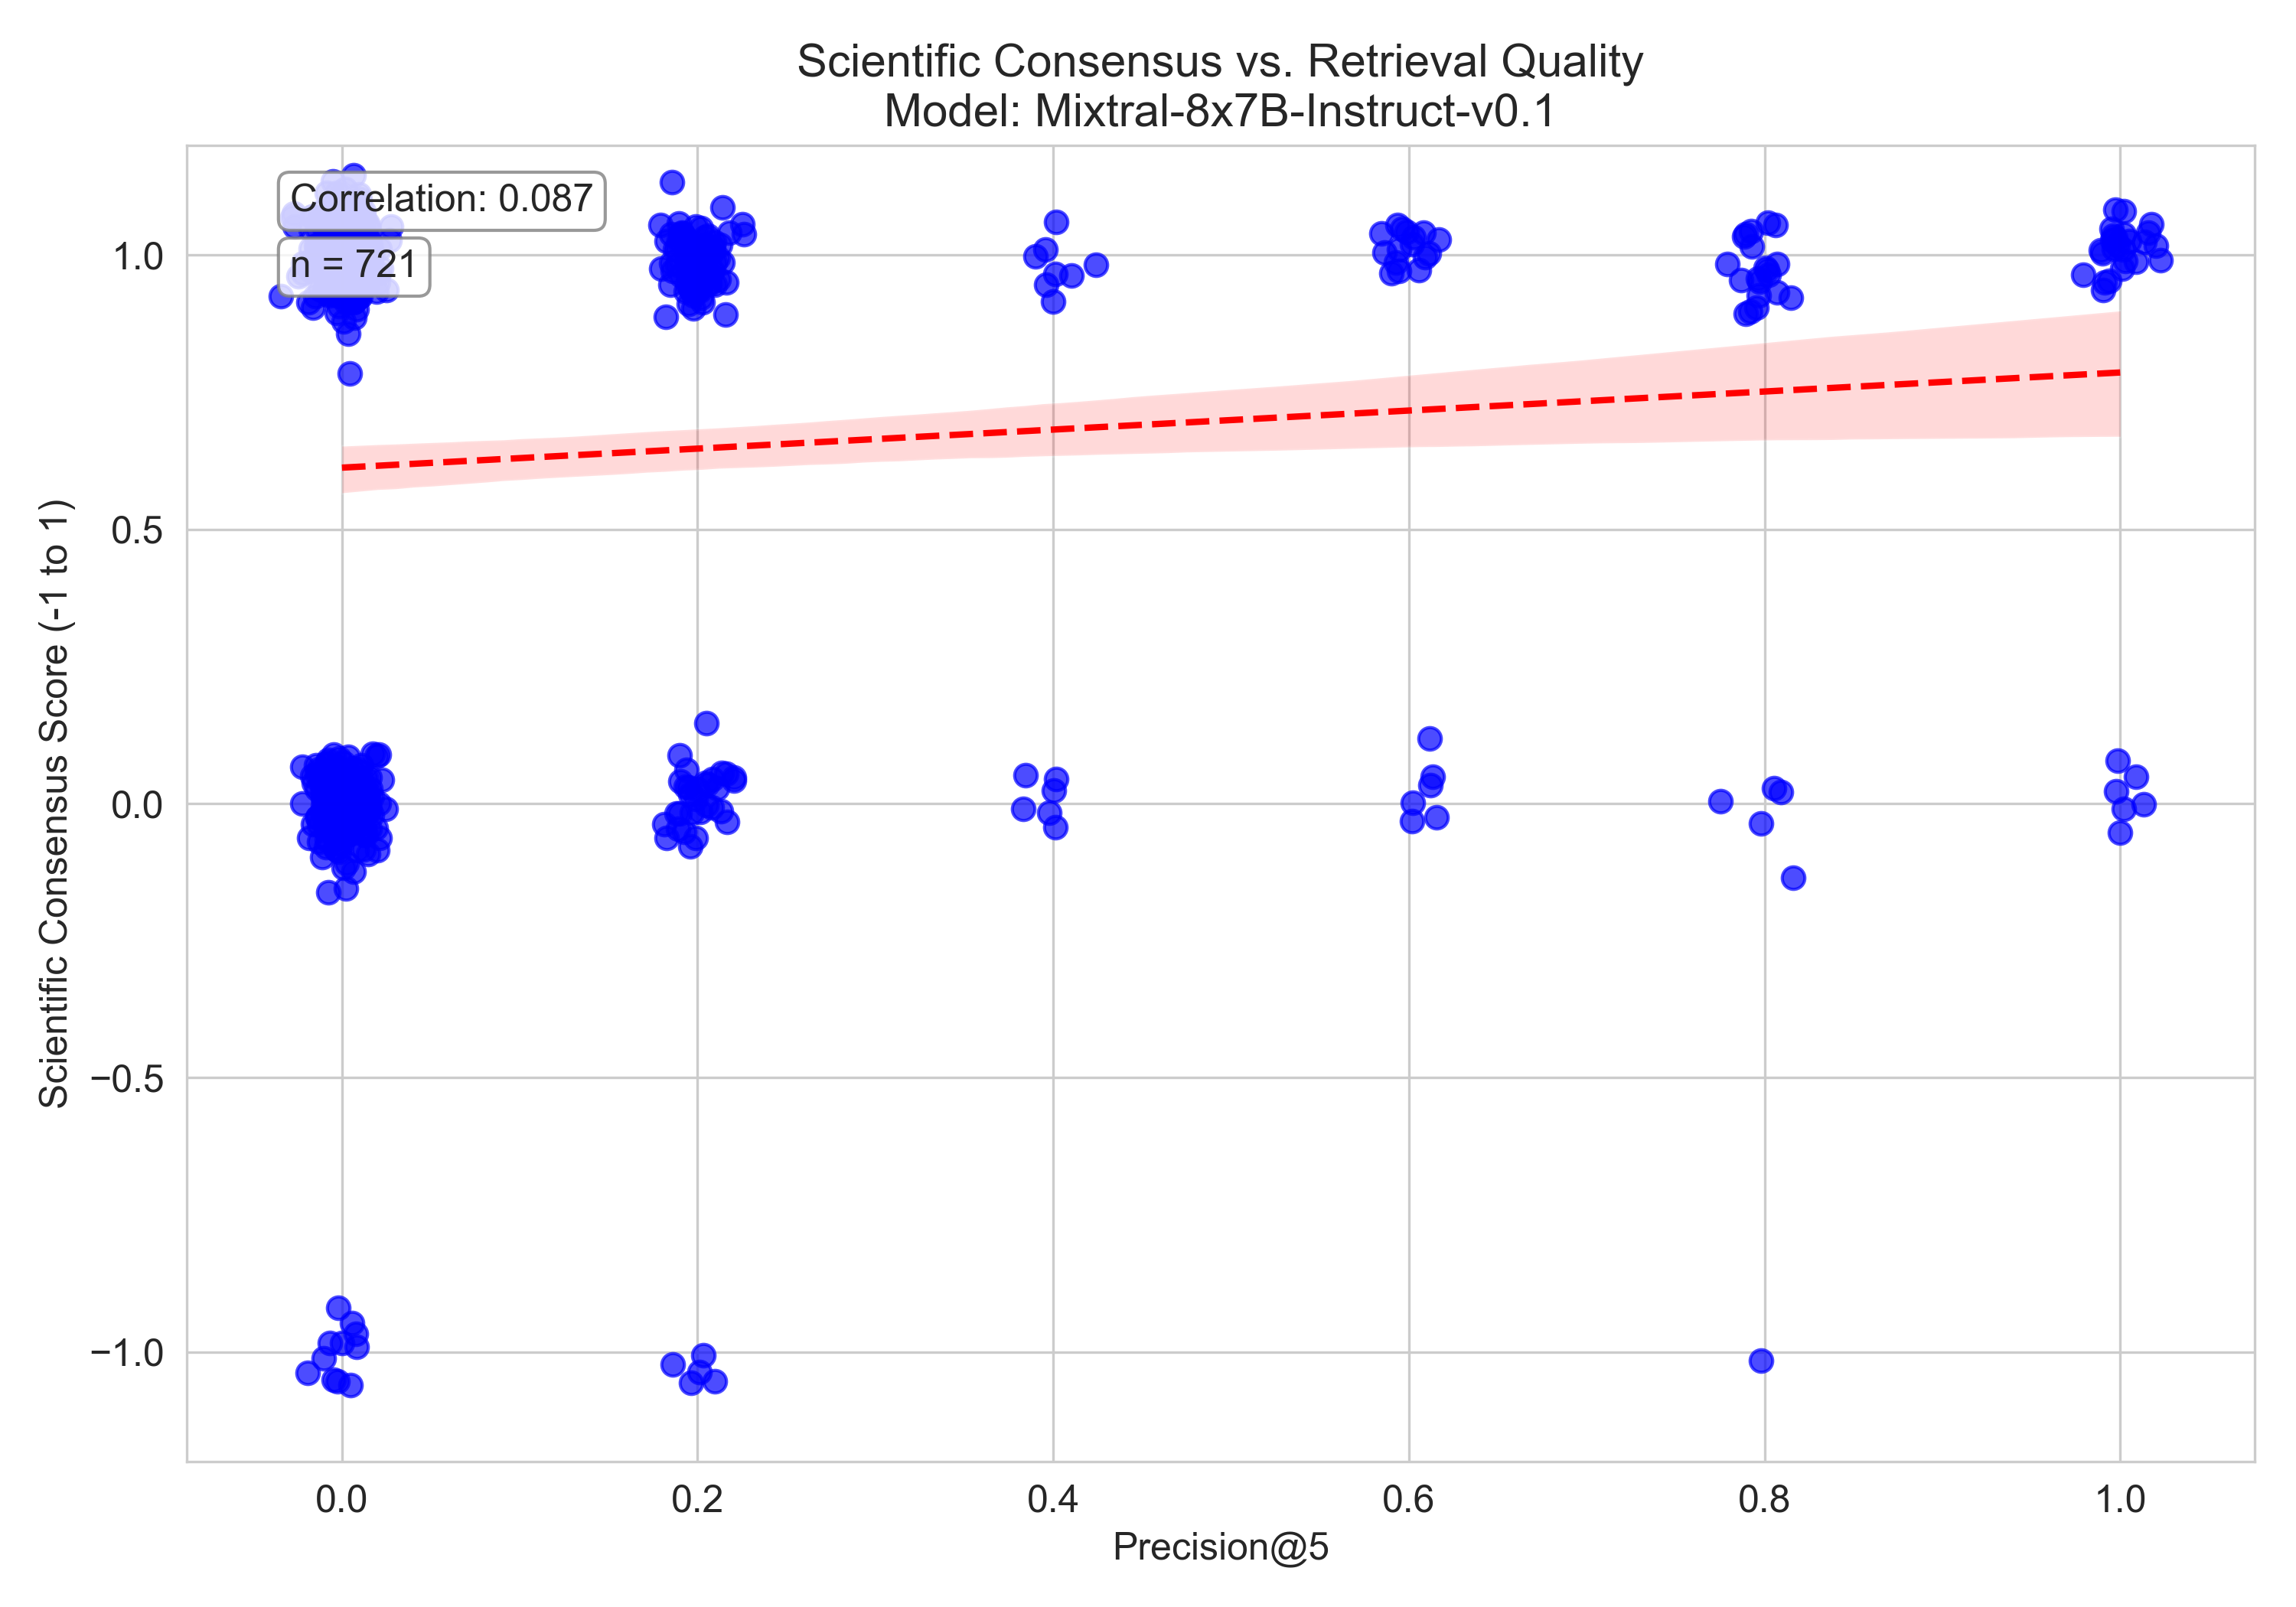 Scientific Consensus vs. Retrieval Quality
Model: Mixtral-8x7B-Instruct-v0.1
Correlation: 0.087
n = 721
Scientific Consensus Score (-1 to 1)
1.0
0.5
0.0
−0.5
−1.0
0.0 0.2 0.4 0.6 0.8 1.0
Precision@5